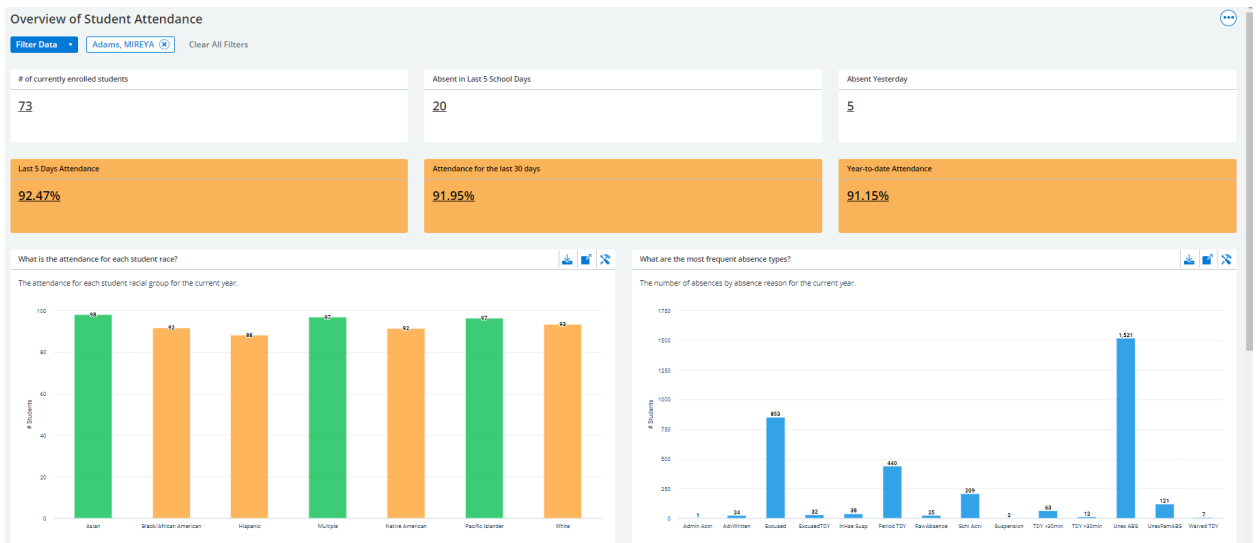 Overview of Student Attendance
Filter Data
Adams, MIREYA
Clear All Filters
# of currently enrolled students
73
Absent in Last 5 School Days
20
Absent Yesterday
5
Last 5 Days Attendance
92.47%
Attendance for the last 30 days
91.95%
Year-to-date Attendance
91.15%
What is the attendance for each student race?
The attendance for each student racial group for the current year.
# Students
100
80
60
40
20
0
98
92
88
97
92
97
93
Asian
Black/African American
Hispanic
Multiple
Native American
Pacific Islander
White
What are the most frequent absence types?
The number of absences by absence reason for the current year.
# Students
1750
1500
1250
1000
750
500
250
0
1
24
853
32
38
440
25
209
2
63
12
1,521
121
7
Admin Actn
AdvWritten
Excused
ExcusedTDY
InHse Susp
Period TDY
RawAbsence
Schl Actv
Suspension
TDY <30min
TDY >30min
Unex ABS
UnexFamABS
Waived TDY